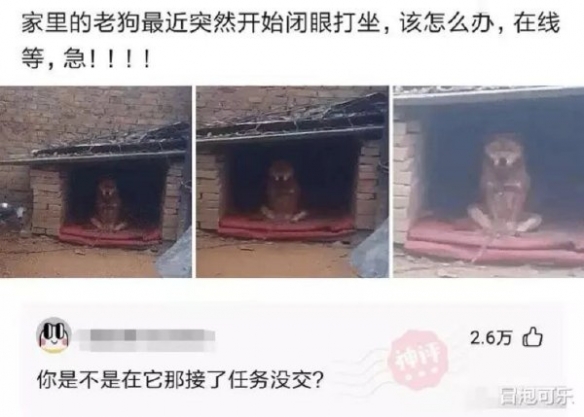 家里的老狗最近突然开始闭眼打坐，该怎么办，在线
等，急！！！！
2.6万
神评
你是不是在它那接了任务没交？
冒泡可乐